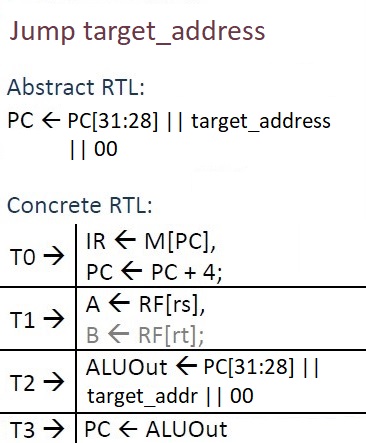 Jump target_address
Abstract RTL:
PC ← PC[31:28] || target_address
|| 00
Concrete RTL:
T0 → IR ← M[PC],
PC ← PC + 4;
T1 → A ← RF[rs],
B ← RF[rt];
T2 → ALUOut ← PC[31:28] ||
target_addr || 00
T3 → PC ← ALUOut